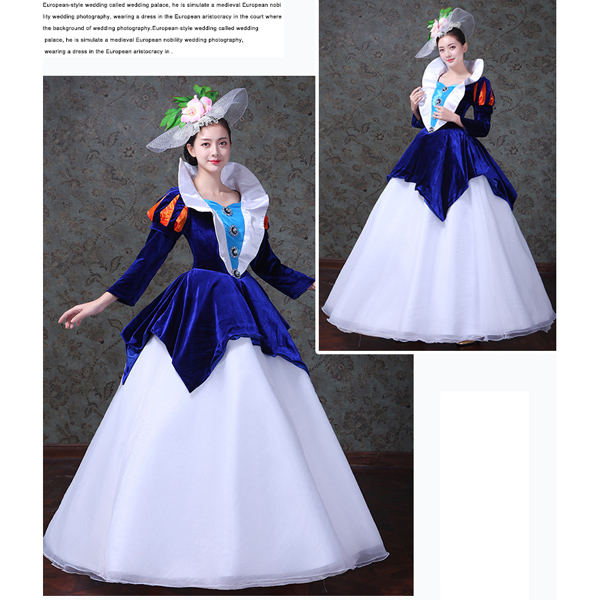 European-style wedding called wedding palace, he is simulate a medieval European nobi
lity wedding photography, wearing a dress in the European aristocracy in the court where
the background of wedding photography.European-style wedding called wedding
palace, he is simulate a medieval European nobility wedding photography,
wearing a dress in the European aristocracy in .